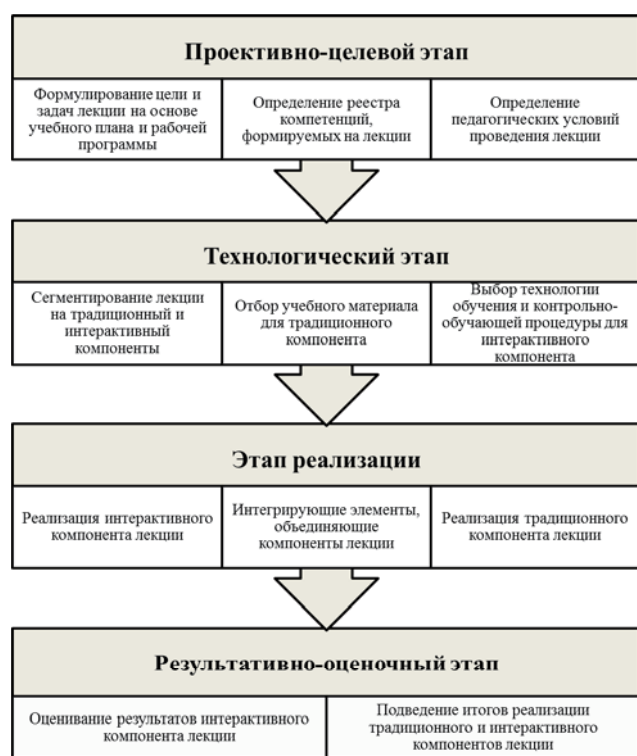 Проективно-целевой этап
Формулирование цели и
задач лекции на основе
учебного плана и рабочей
программы
Определение реестра
компетенций,
формируемых на лекции
Определение
педагогических условий
проведения лекции
Технологический этап
Сегментирование лекции
на традиционный и
интерактивный
компоненты
Отбор учебного материала
для традиционного
компонента
Выбор технологии
обучения и контрольно-
обучающей процедуры для
интерактивного
компонента
Этап реализации
Реализация интерактивного
компонента лекции
Интегрирующие элементы,
объединяющие
компоненты лекции
Реализация традиционного
компонента лекции
Результативно-оценочный этап
Оценивание результатов интерактивного
компонента лекции
Подведение итогов реализации
традиционного и интерактивного
компонентов лекции